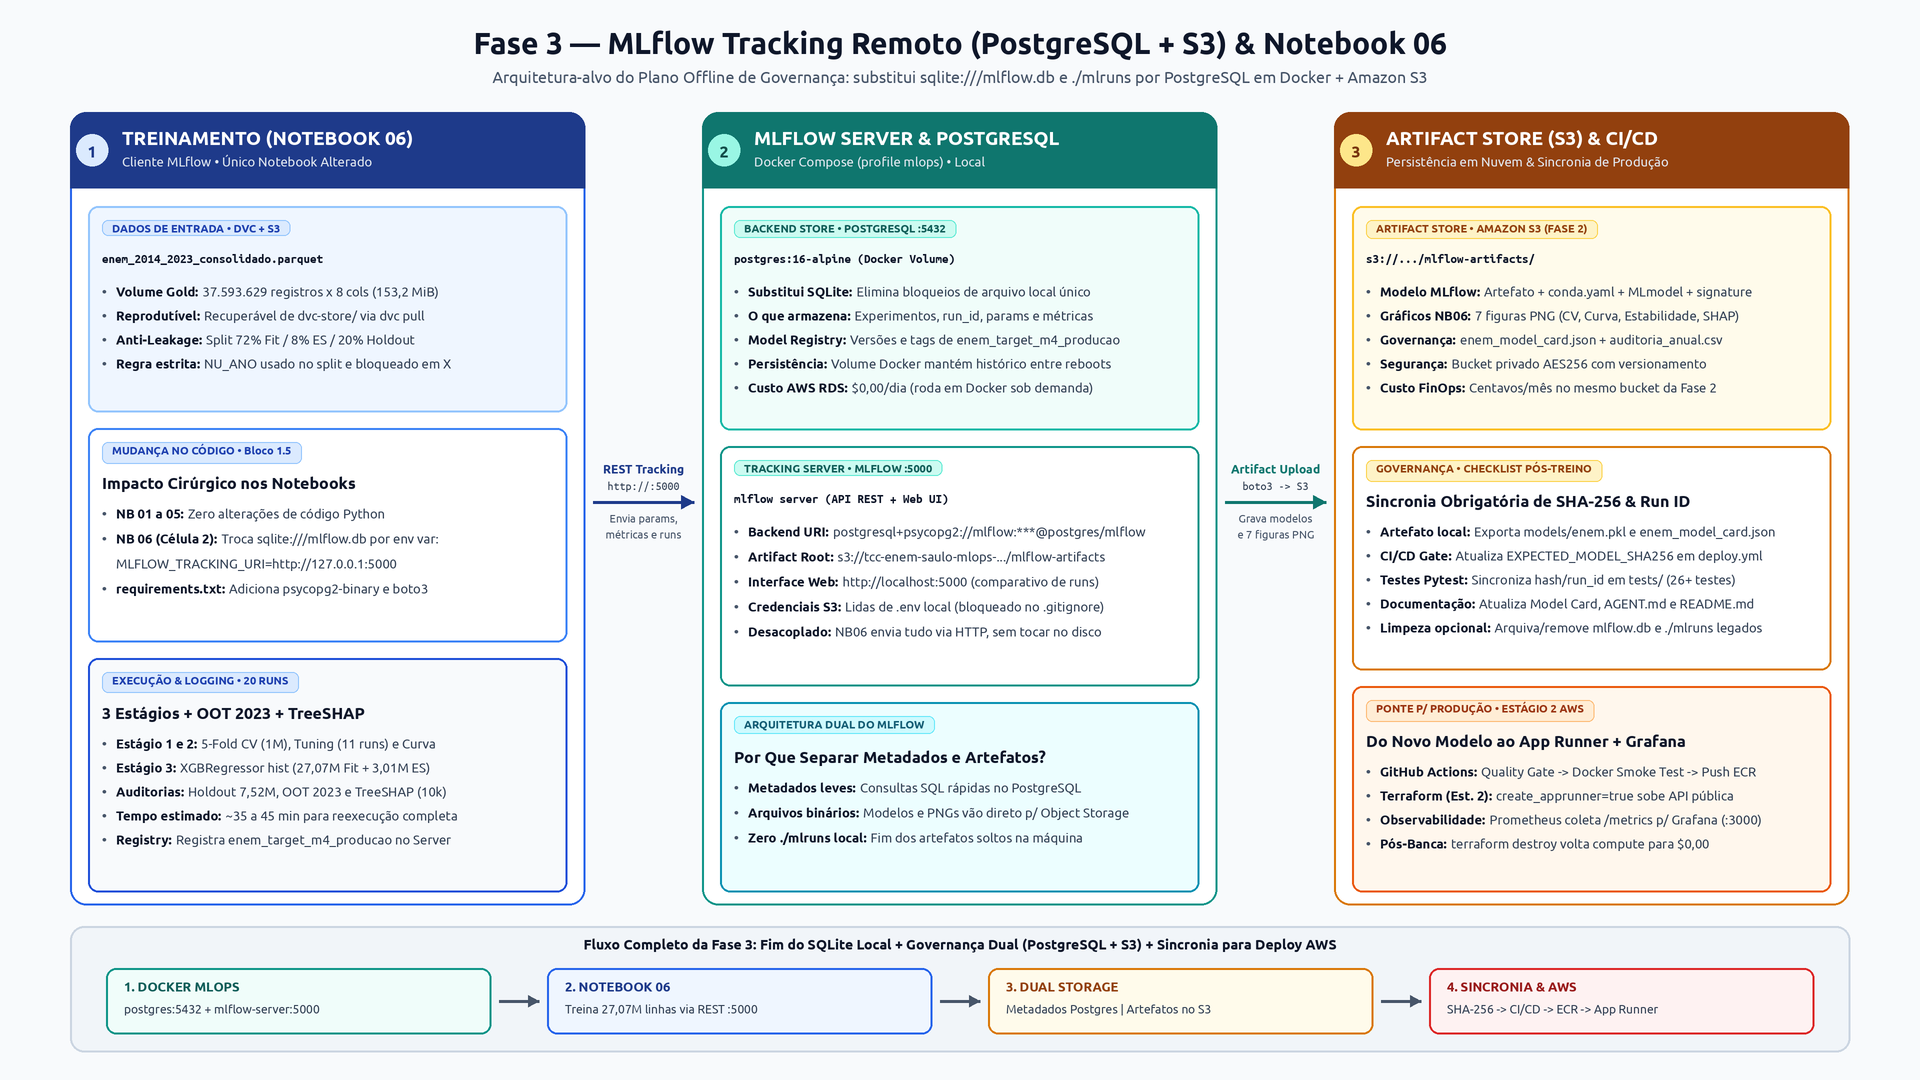 Fase 3 — MLflow Tracking Remoto (PostgreSQL + S3) & Notebook 06
Arquitetura-alvo do Plano Offline de Governança: substitui sqlite:///mlflow.db e ./mlruns por PostgreSQL em Docker + Amazon S3
1
TREINAMENTO (NOTEBOOK 06)
Cliente MLflow • Único Notebook Alterado
DADOS DE ENTRADA • DVC + S3
enem_2014_2023_consolidado.parquet
• Volume Gold: 37.593.629 registros x 8 cols (153,2 MiB)
• Reprodutível: Recuperável de dvc-store/ via dvc pull
• Anti-Leakage: Split 72% Fit / 8% ES / 20% Holdout
• Regra estrita: NU_ANO usado no split e bloqueado em X
MUDANÇA NO CÓDIGO • Bloco 1.5
Impacto Cirúrgico nos Notebooks
• NB 01 a 05: Zero alterações de código Python
• NB 06 (Célula 2): Troca sqlite:///mlflow.db por env var:
MLFLOW_TRACKING_URI=http://127.0.0.1:5000
• requirements.txt: Adiciona psycopg2-binary e boto3
EXECUÇÃO & LOGGING • 20 RUNS
3 Estágios + OOT 2023 + TreeSHAP
• Estágio 1 e 2: 5-Fold CV (1M), Tuning (11 runs) e Curva
• Estágio 3: XGBRegressor hist (27,07M Fit + 3,01M ES)
• Auditorias: Holdout 7,52M, OOT 2023 e TreeSHAP (10k)
• Tempo estimado: ~35 a 45 min para reexecução completa
• Registry: Registra enem_target_m4_producao no Server
REST Tracking
http://:5000
Envia params,
métricas e runs
2
MLFLOW SERVER & POSTGRESQL
Docker Compose (profile mlops) • Local
BACKEND STORE • POSTGRESQL :5432
postgres:16-alpine (Docker Volume)
• Substitui SQLite: Elimina bloqueios de arquivo local único
• O que armazena: Experimentos, run_id, params e métricas
• Model Registry: Versões e tags de enem_target_m4_producao
• Persistência: Volume Docker mantém histórico entre reboots
• Custo AWS RDS: $0,00/dia (roda em Docker sob demanda)
TRACKING SERVER • MLFLOW :5000
mlflow server (API REST + Web UI)
• Backend URI: postgresql+psycopg2://mlflow:***@postgres/mlflow
• Artifact Root: s3://tcc-enem-saulo-mlops-.../mlflow-artifacts
• Interface Web: http://localhost:5000 (comparativo de runs)
• Credenciais S3: Lidas de .env local (bloqueado no .gitignore)
• Desacoplado: NB06 envia tudo via HTTP, sem tocar no disco
ARQUITETURA DUAL DO MLFLOW
Por Que Separar Metadados e Artefatos?
• Metadados leves: Consultas SQL rápidas no PostgreSQL
• Arquivos binários: Modelos e PNGs vão direto p/ Object Storage
• Zero ./mlruns local: Fim dos artefatos soltos na máquina
Artifact Upload
boto3 -> S3
Grava modelos
e 7 figuras PNG
3
ARTIFACT STORE (S3) & CI/CD
Persistência em Nuvem & Sincronia de Produção
ARTIFACT STORE • AMAZON S3 (FASE 2)
s3://.../mlflow-artifacts/
• Modelo MLflow: Artefato + conda.yaml + MLmodel + signature
• Gráficos NB06: 7 figuras PNG (CV, Curva, Estabilidade, SHAP)
• Governança: enem_model_card.json + auditoria_anual.csv
• Segurança: Bucket privado AES256 com versionamento
• Custo FinOps: Centavos/mês no mesmo bucket da Fase 2
GOVERNANÇA • CHECKLIST PÓS-TREINO
Sincronia Obrigatória de SHA-256 & Run ID
• Artefato local: Exporta models/enem.pkl e enem_model_card.json
• CI/CD Gate: Atualiza EXPECTED_MODEL_SHA256 em deploy.yml
• Testes Pytest: Sincroniza hash/run_id em tests/ (26+ testes)
• Documentação: Atualiza Model Card, AGENT.md e README.md
• Limpeza opcional: Arquiva/remove mlflow.db e ./mlruns legados
PONTE P/ PRODUÇÃO • ESTÁGIO 2 AWS
Do Novo Modelo ao App Runner + Grafana
• GitHub Actions: Quality Gate -> Docker Smoke Test -> Push ECR
• Terraform (Est. 2): create_apprunner=true sobe API pública
• Observabilidade: Prometheus coleta /metrics p/ Grafana (:3000)
• Pós-Banca: terraform destroy volta compute para $0,00
Fluxo Completo da Fase 3: Fim do SQLite Local + Governança Dual (PostgreSQL + S3) + Sincronia para Deploy AWS
1. DOCKER MLOPS
postgres:5432 + mlflow-server:5000
2. NOTEBOOK 06
Treina 27,07M linhas via REST :5000
3. DUAL STORAGE
Metadados Postgres | Artefatos no S3
4. SINCRONIA & AWS
SHA-256 -> CI/CD -> ECR -> App Runner